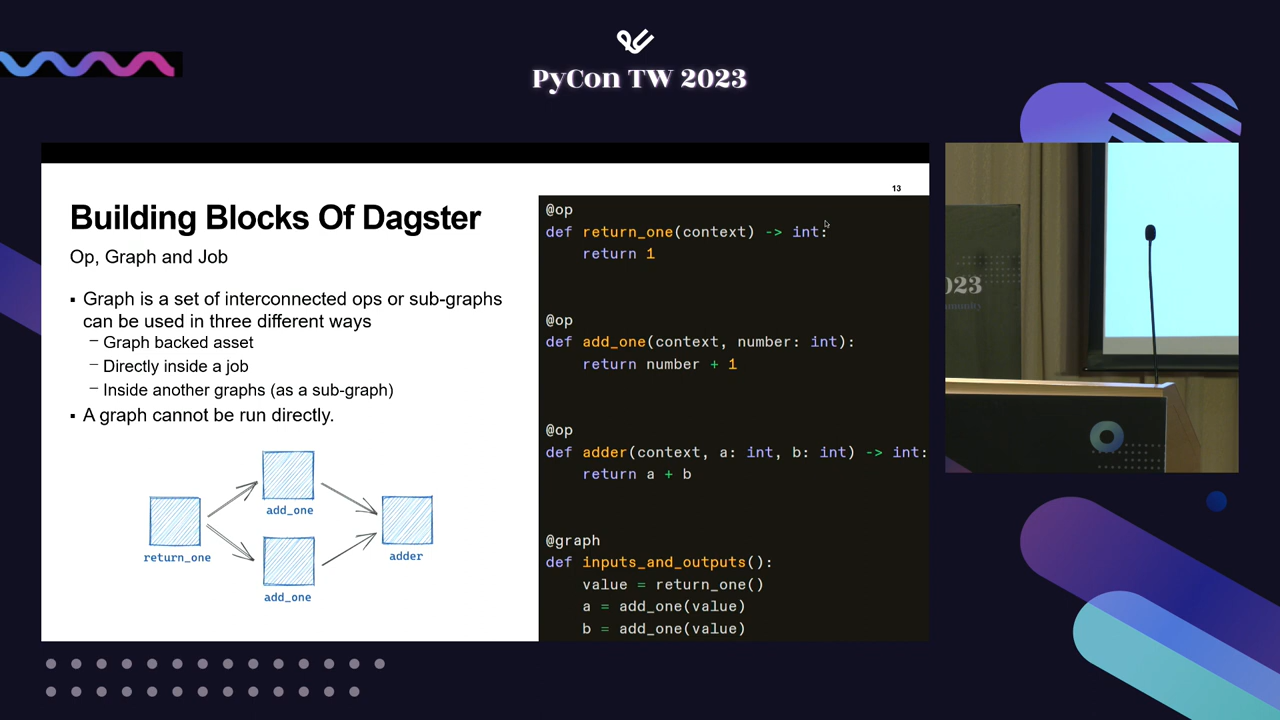 PyCon TW 2023
13
Building Blocks Of Dagster
Op, Graph and Job
▪ Graph is a set of interconnected ops or sub-graphs
can be used in three different ways
– Graph backed asset
– Directly inside a job
– Inside another graphs (as a sub-graph)
▪ A graph cannot be run directly.
return_one
add_one
add_one
adder
@op
def return_one(context) -> int:
    return 1
@op
def add_one(context, number: int):
    return number + 1
@op
def adder(context, a: int, b: int) -> int:
    return a + b
@graph
def inputs_and_outputs():
    value = return_one()
    a = add_one(value)
    b = add_one(value)
023